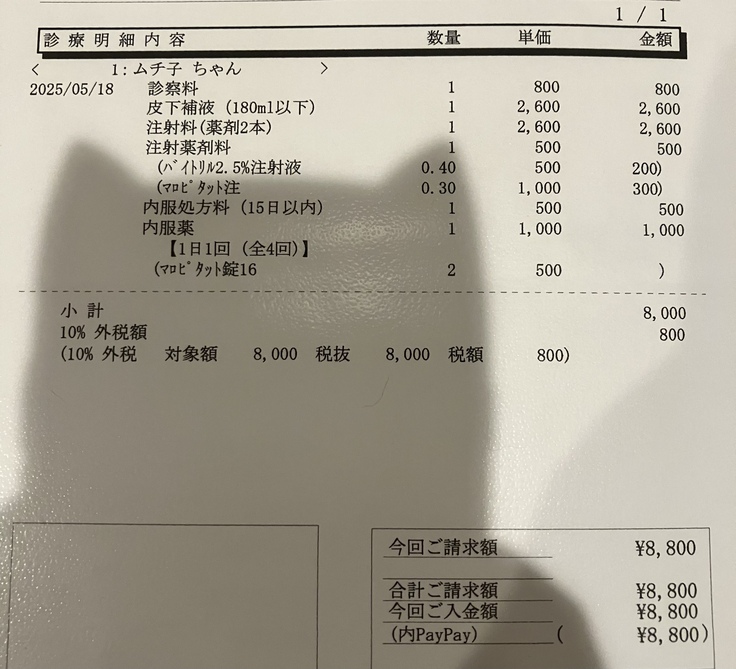 1 / 1
診療明細内容 数量 単価 金額
< 1:ムチ子 ちゃん >
2025/05/18 診察料 1 800 800
皮下補液 (180ml以下) 1 2,600 2,600
注射料(薬剤2本) 1 2,600 2,600
注射薬剤料 1 500 500
(ﾊﾞｲﾄﾘﾙ2.5%注射液 0.40 500 200)
(ﾏﾛﾋﾟﾀｯﾄ注 0.30 1,000 300)
内服処方料 (15日以内) 1 500 500
内服薬 1 1,000 1,000
【1日1回 (全4回)】
(ﾏﾛﾋﾟﾀｯﾄ錠16 2 500 )
小計 8,000
10% 外税額 800
(10% 外税 対象額 8,000 税抜 8,000 税額 800)
今回ご請求額 ¥8,800
合計ご請求額 ¥8,800
今回ご入金額 ¥8,800
(内PayPay) ( ¥8,800)